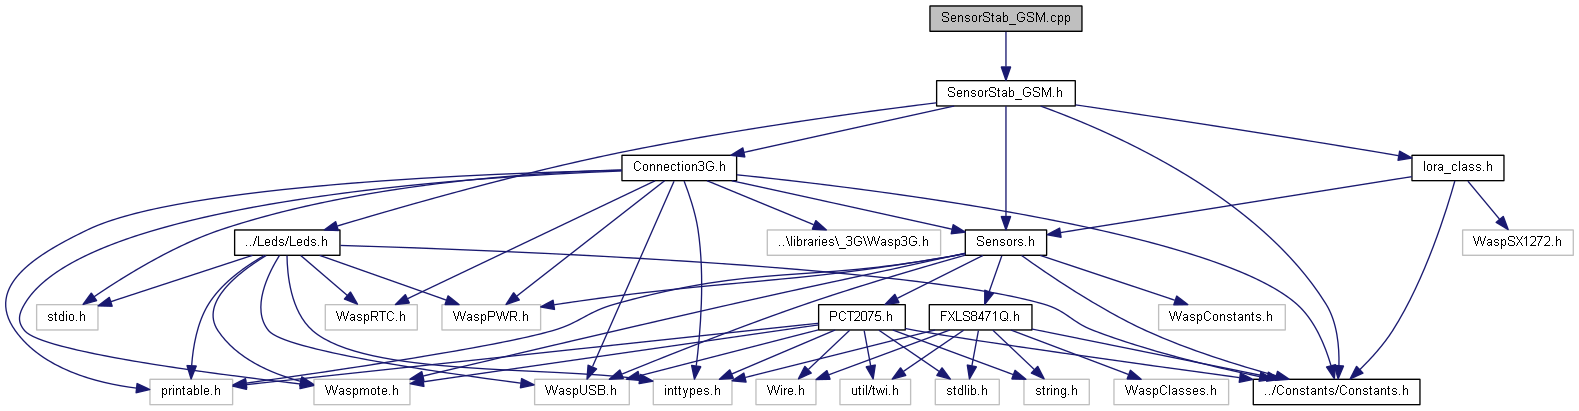 SensorStab_GSM.cpp
SensorStab_GSM.h
Connection3G.h
lora_class.h
../Leds/Leds.h
..\libraries\_3G\Wasp3G.h
Sensors.h
WaspSX1272.h
stdio.h
WaspRTC.h
WaspPWR.h
PCT2075.h
FXLS8471Q.h
WaspConstants.h
printable.h
Waspmote.h
WaspUSB.h
inttypes.h
Wire.h
util/twi.h
stdlib.h
string.h
WaspClasses.h
../Constants/Constants.h